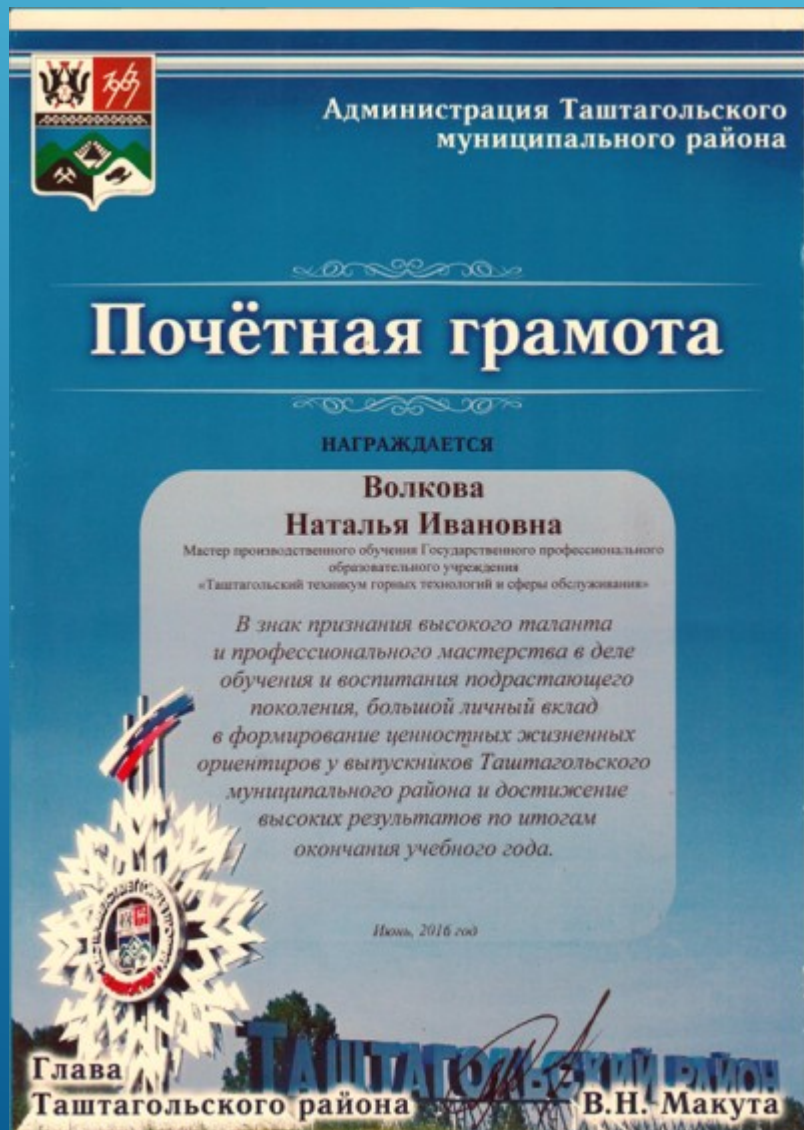 1963
Администрация Таштагольского
муниципального района
Почётная грамота
НАГРАЖДАЕТСЯ
Волкова
Наталья Ивановна
Мастер производственного обучения Государственного профессионального
образовательного учреждения
«Таштагольский техникум горных технологий и сферы обслуживания»
В знак признания высокого таланта
и профессионального мастерства в деле
обучения и воспитания подрастающего
поколения, большой личный вклад
в формирование ценностных жизненных
ориентиров у выпускников Таштагольского
муниципального района и достижение
высоких результатов по итогам
окончания учебного года.
Июнь, 2016 год
ТАШТАГОЛЬСКИЙ РАЙОН
Глава
Таштагольского района В.Н. Макута